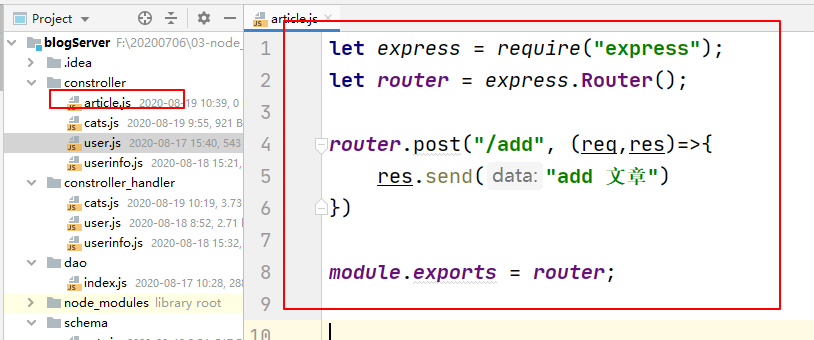 Project
article.js
blogServer F:\20200706\03-node_
.idea
constroller
article.js 2020-08-19 10:39, 0
cats.js 2020-08-19 9:55, 921 B
user.js 2020-08-17 15:40, 543
userinfo.js 2020-08-18 15:21,
constroller_handler
cats.js 2020-08-19 10:19, 3.73
user.js 2020-08-18 8:52, 2.71
userinfo.js 2020-08-18 15:32,
dao
index.js 2020-08-17 10:28, 288
node_modules library root
schema
1 let express = require("express");
2 let router = express.Router();
3
4 router.post("/add", (req,res)=>{
5 res.send( data: "add 文章")
6 })
7
8 module.exports = router;
9
10